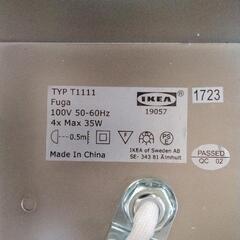 TYP T1111
Fuga
100V 50-60Hz
4x Max 35W
0.5m
Made In China
IKEA
19057
IKEA of Sweden AB
SE- 343 81 Älmhult
1723
PASSED
QC 02